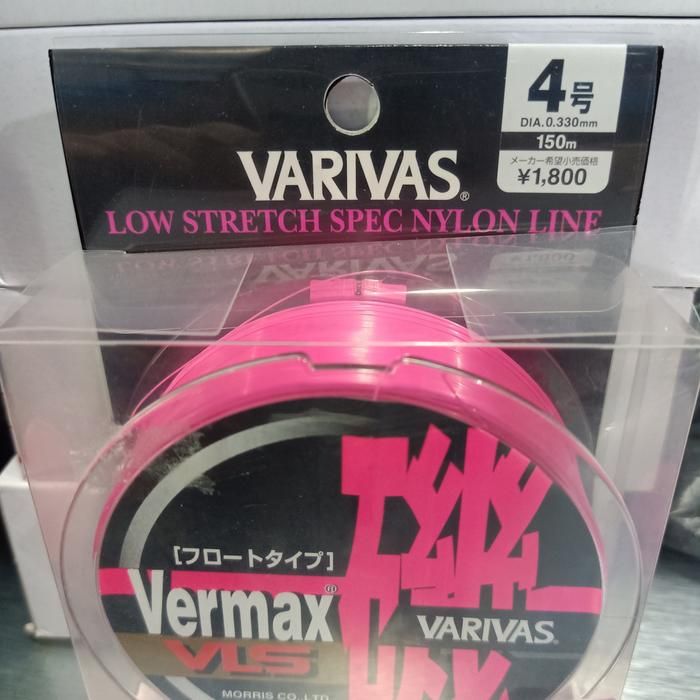 4号
DIA.0.330mm
150m
メーカー希望小売価格
¥1,800
VARIVAS®
LOW STRETCH SPEC NYLON LINE
[フロートタイプ]
Vermax®
VLS
VARIVAS®
MORRIS CO., LTD.